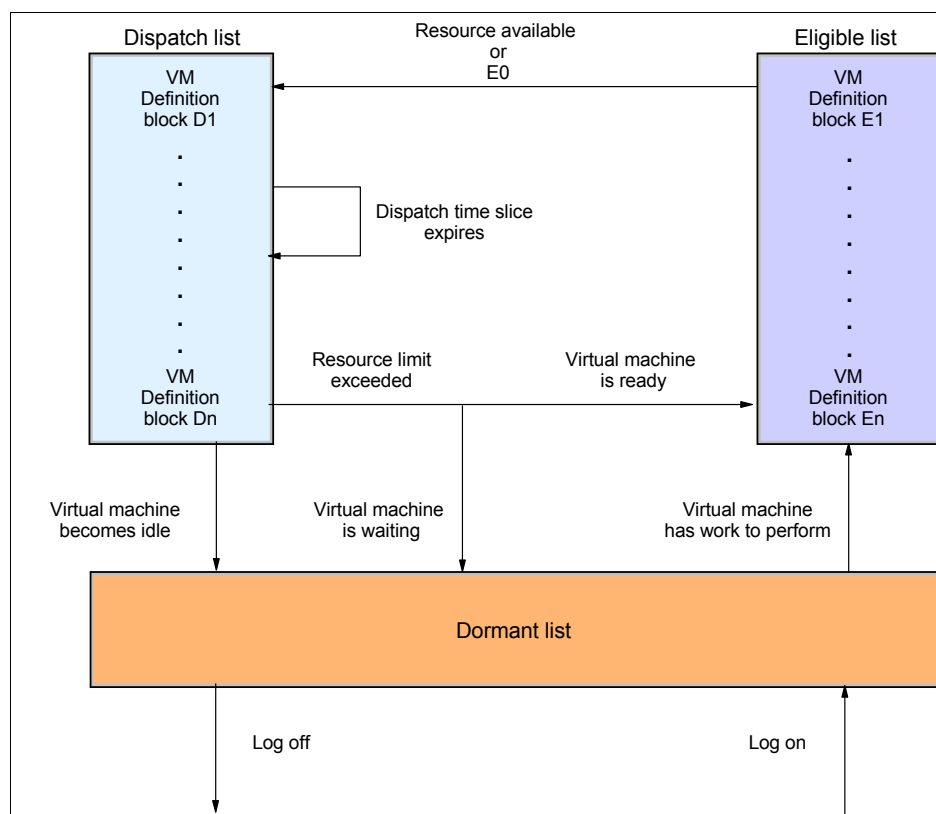 Dispatch list
Resource available
or
E0
Eligible list
VM
Definition
block D1
VM
Definition
block E1
Dispatch time slice
expires
VM
Definition
block Dn
Resource limit
exceeded
Virtual machine
is ready
VM
Definition
block En
Virtual machine
becomes idle
Virtual machine
is waiting
Virtual machine
has work to perform
Dormant list
Log off
Log on